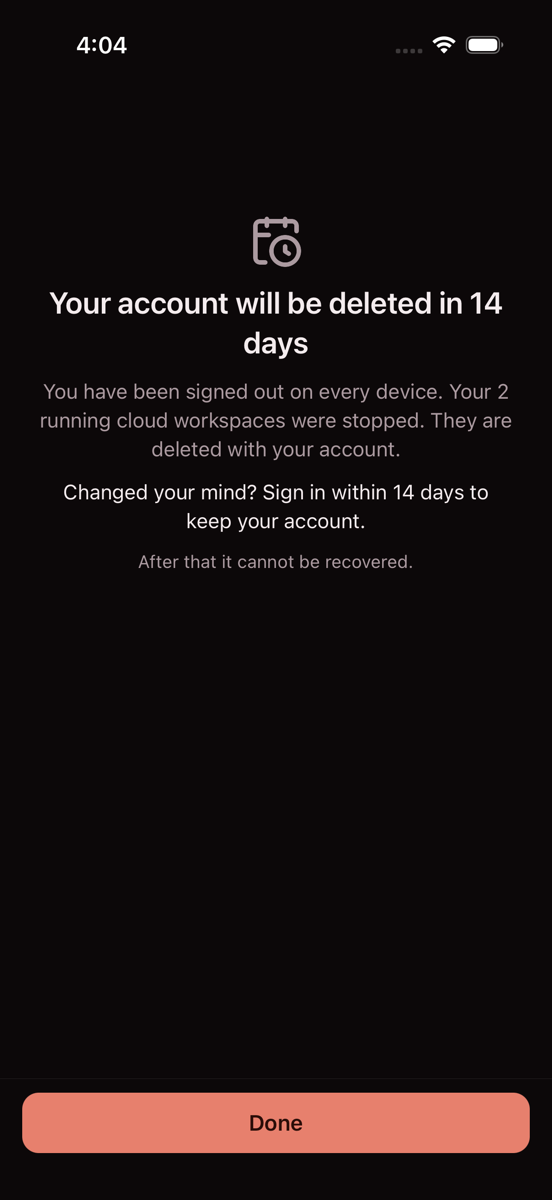 4:04
Your account will be deleted in 14
days
You have been signed out on every device. Your 2
running cloud workspaces were stopped. They are
deleted with your account.
Changed your mind? Sign in within 14 days to
keep your account.
After that it cannot be recovered.
Done